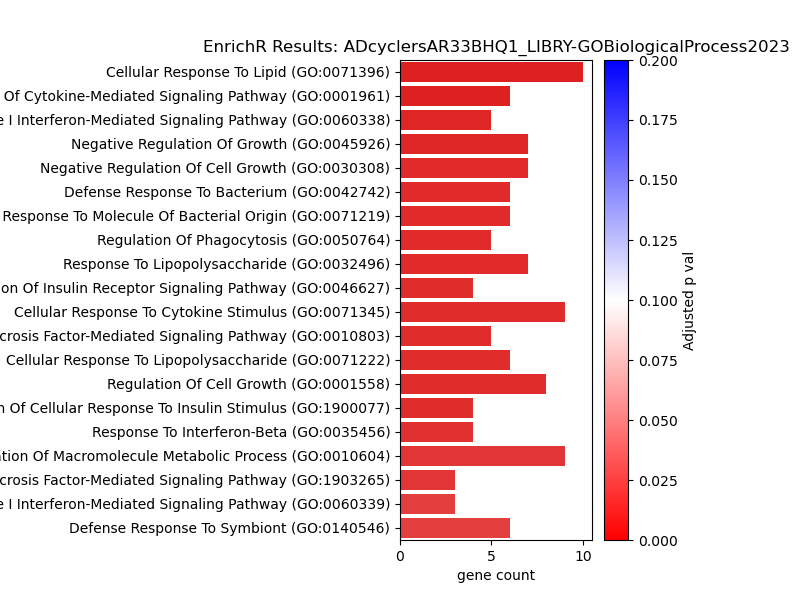 EnrichR Results: ADcyclersAR33BHQ1_LIBRY-GOBiologicalProcess2023
Cellular Response To Lipid (GO:0071396)
Of Cytokine-Mediated Signaling Pathway (GO:0001961)
I Interferon-Mediated Signaling Pathway (GO:0060338)
Negative Regulation Of Growth (GO:0045926)
Negative Regulation Of Cell Growth (GO:0030308)
Defense Response To Bacterium (GO:0042742)
Response To Molecule Of Bacterial Origin (GO:0071219)
Regulation Of Phagocytosis (GO:0050764)
Response To Lipopolysaccharide (GO:0032496)
on Of Insulin Receptor Signaling Pathway (GO:0046627)
Cellular Response To Cytokine Stimulus (GO:0071345)
crosis Factor-Mediated Signaling Pathway (GO:0010803)
Cellular Response To Lipopolysaccharide (GO:0071222)
Regulation Of Cell Growth (GO:0001558)
n Of Cellular Response To Insulin Stimulus (GO:1900077)
Response To Interferon-Beta (GO:0035456)
tion Of Macromolecule Metabolic Process (GO:0010604)
crosis Factor-Mediated Signaling Pathway (GO:1903265)
e I Interferon-Mediated Signaling Pathway (GO:0060339)
Defense Response To Symbiont (GO:0140546)
0 5 10
gene count
0.200
0.175
0.150
0.125
0.100
0.075
0.050
0.025
0.000
Adjusted p val